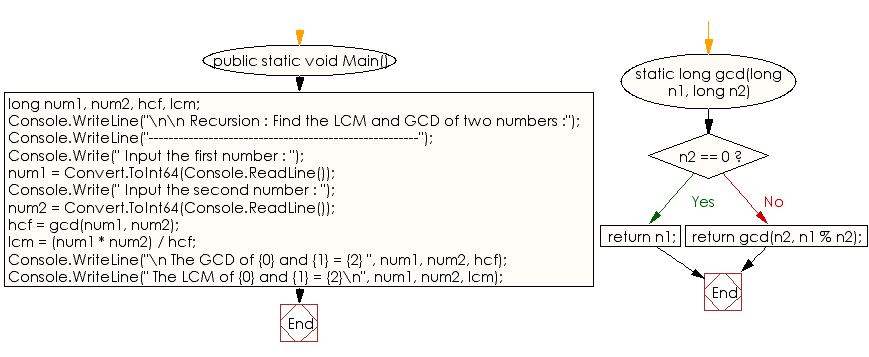 public static void Main()
long num1, num2, hcf, lcm;
Console.WriteLine("\n\n Recursion : Find the LCM and GCD of two numbers :");
Console.WriteLine("------------------------------------------------------");
Console.Write(" Input the first number : ");
num1 = Convert.ToInt64(Console.ReadLine());
Console.Write(" Input the second number : ");
num2 = Convert.ToInt64(Console.ReadLine());
hcf = gcd(num1, num2);
lcm = (num1 * num2) / hcf;
Console.WriteLine("\n The GCD of {0} and {1} = {2} ", num1, num2, hcf);
Console.WriteLine(" The LCM of {0} and {1} = {2}\n", num1, num2, lcm);
End
static long gcd(long
n1, long n2)
n2 == 0 ?
Yes
No
return n1;
return gcd(n2, n1 % n2);
End